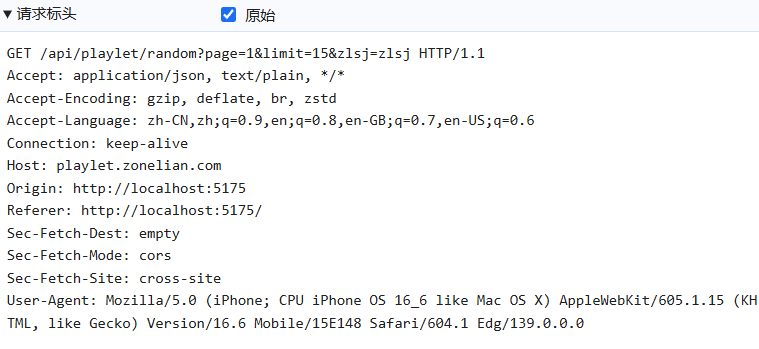 ▼ 请求标头 原始
GET /api/playlet/random?page=1&limit=15&zlsj=zlsj HTTP/1.1
Accept: application/json, text/plain, */*
Accept-Encoding: gzip, deflate, br, zstd
Accept-Language: zh-CN,zh;q=0.9,en;q=0.8,en-GB;q=0.7,en-US;q=0.6
Connection: keep-alive
Host: playlet.zonelian.com
Origin: http://localhost:5175
Referer: http://localhost:5175/
Sec-Fetch-Dest: empty
Sec-Fetch-Mode: cors
Sec-Fetch-Site: cross-site
User-Agent: Mozilla/5.0 (iPhone; CPU iPhone OS 16_6 like Mac OS X) AppleWebKit/605.1.15 (KH
TML, like Gecko) Version/16.6 Mobile/15E148 Safari/604.1 Edg/139.0.0.0